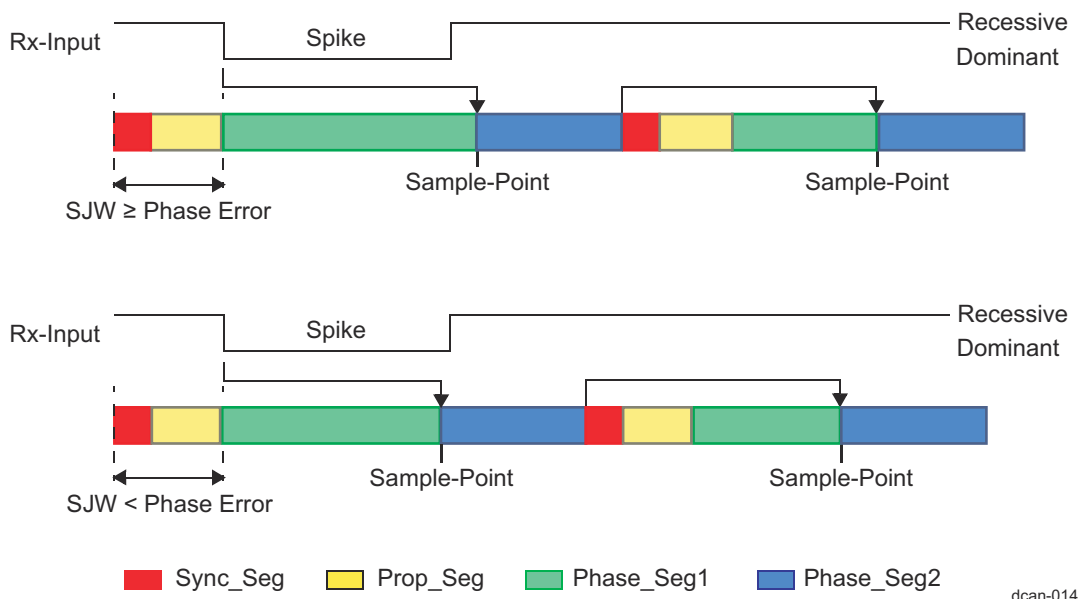 Recessive
Rx-Input
Spike
Dominant
Sample-Point
Sample-Point
SJW ≥ Phase Error
Recessive
Rx-Input
Spike
Dominant
Sample-Point
Sample-Point
SJW < Phase Error
Sync_Seg
Prop_Seg
Phase_Seg1
Phase_Seg2
dcan-014